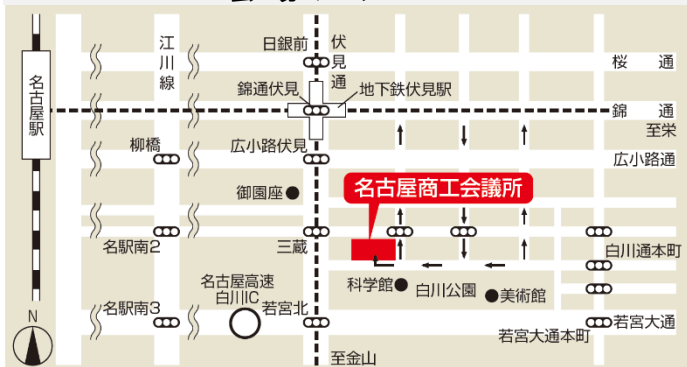 江川線
日銀前
伏見通
桜通
名古屋駅
錦通伏見
地下鉄伏見駅
錦通
至栄
柳橋
広小路伏見
広小路通
御園座
名古屋商工会議所
名駅南2
三蔵
白川通本町
名古屋高速
白川IC
科学館
白川公園
美術館
N
名駅南3
若宮北
若宮大通
若宮大通本町
至金山